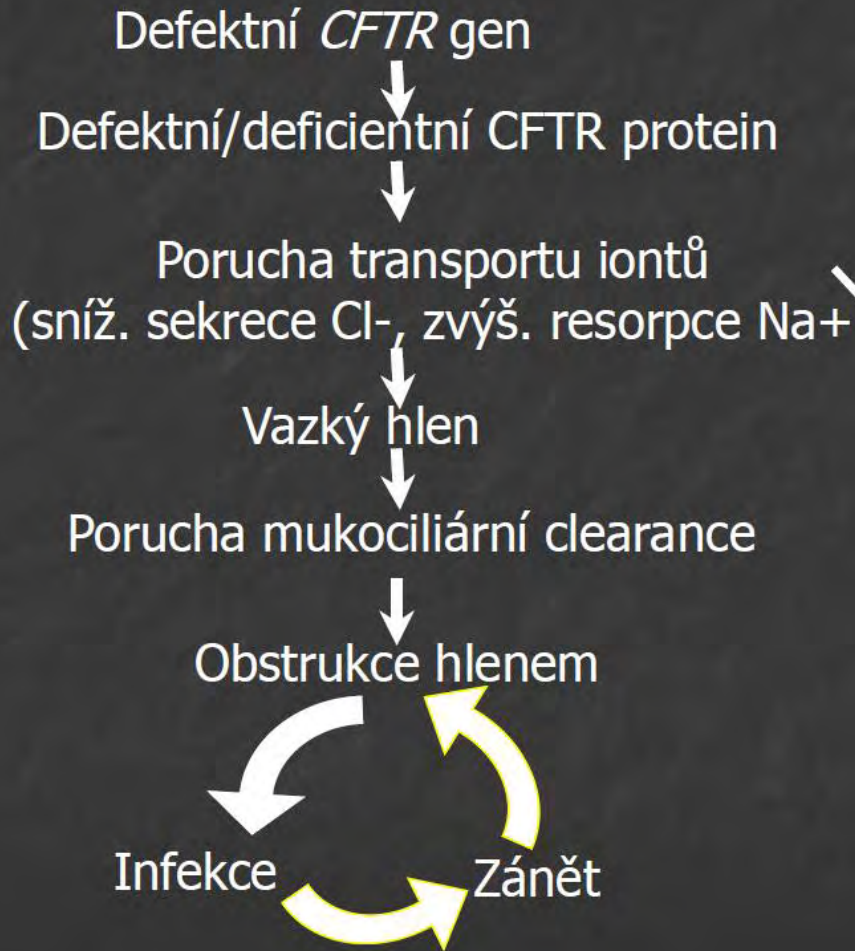 Defektní CFTR gen
Defektní/deficientní CFTR protein
Porucha transportu iontů
(sníž. sekrece Cl-, zvýš. resorpce Na+
Vazký hlen
Porucha mukociliární clearance
Obstrukce hlenem
Infekce
Zánět